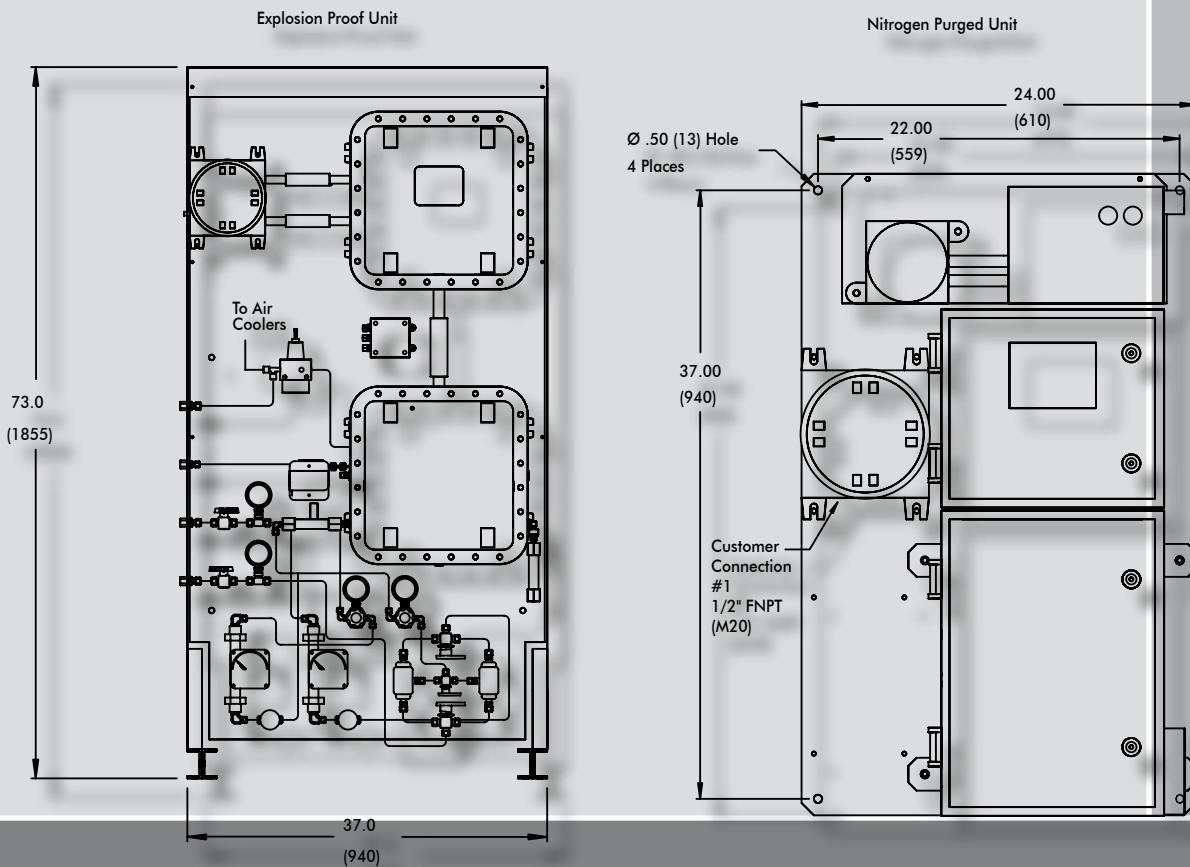 Explosion Proof Unit
Nitrogen Purged Unit
24.00
(610)
22.00
(559)
Ø .50 (13) Hole
4 Places
To Air
Coolers
73.0
(1855)
37.00
(940)
Customer
Connection
#1
1/2" FNPT
(M20)
37.0
(940)